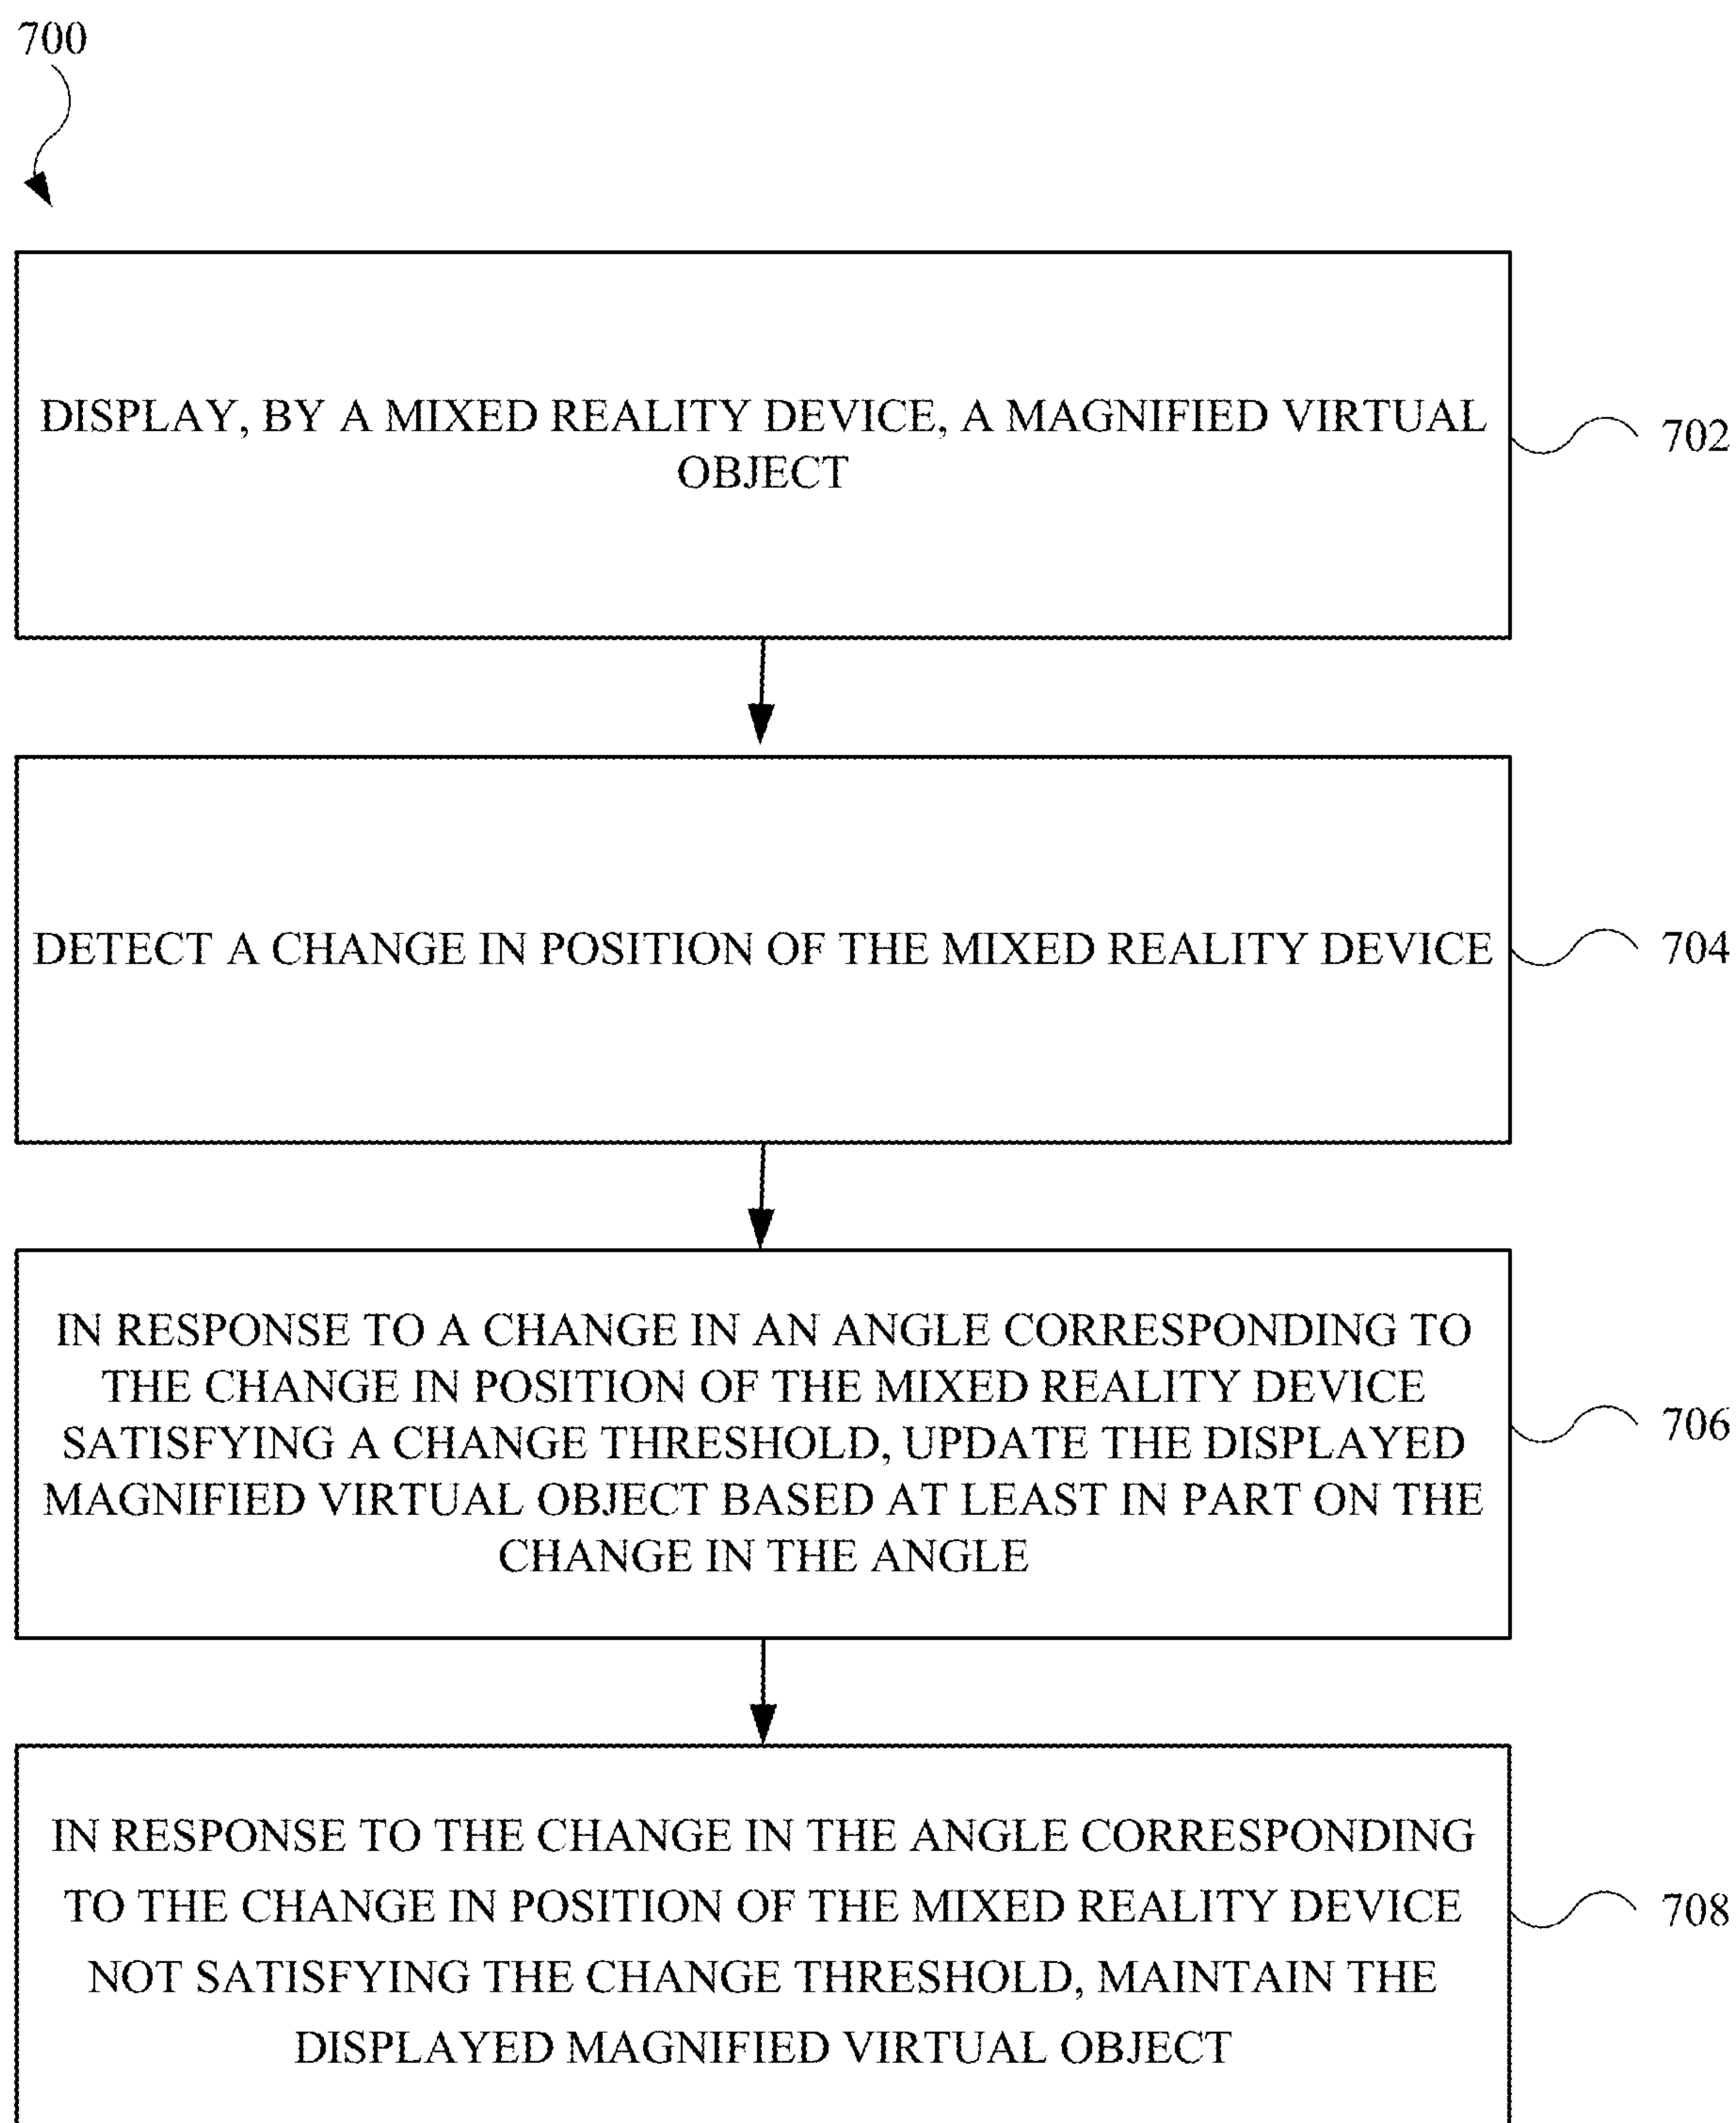 700
DISPLAY, BY A MIXED REALITY DEVICE, A MAGNIFIED VIRTUAL
OBJECT
702
DETECT A CHANGE IN POSITION OF THE MIXED REALITY DEVICE
704
IN RESPONSE TO A CHANGE IN AN ANGLE CORRESPONDING TO
THE CHANGE IN POSITION OF THE MIXED REALITY DEVICE
SATISFYING A CHANGE THRESHOLD, UPDATE THE DISPLAYED
MAGNIFIED VIRTUAL OBJECT BASED AT LEAST IN PART ON THE
CHANGE IN THE ANGLE
706
IN RESPONSE TO THE CHANGE IN THE ANGLE CORRESPONDING
TO THE CHANGE IN POSITION OF THE MIXED REALITY DEVICE
NOT SATISFYING THE CHANGE THRESHOLD, MAINTAIN THE
DISPLAYED MAGNIFIED VIRTUAL OBJECT
708